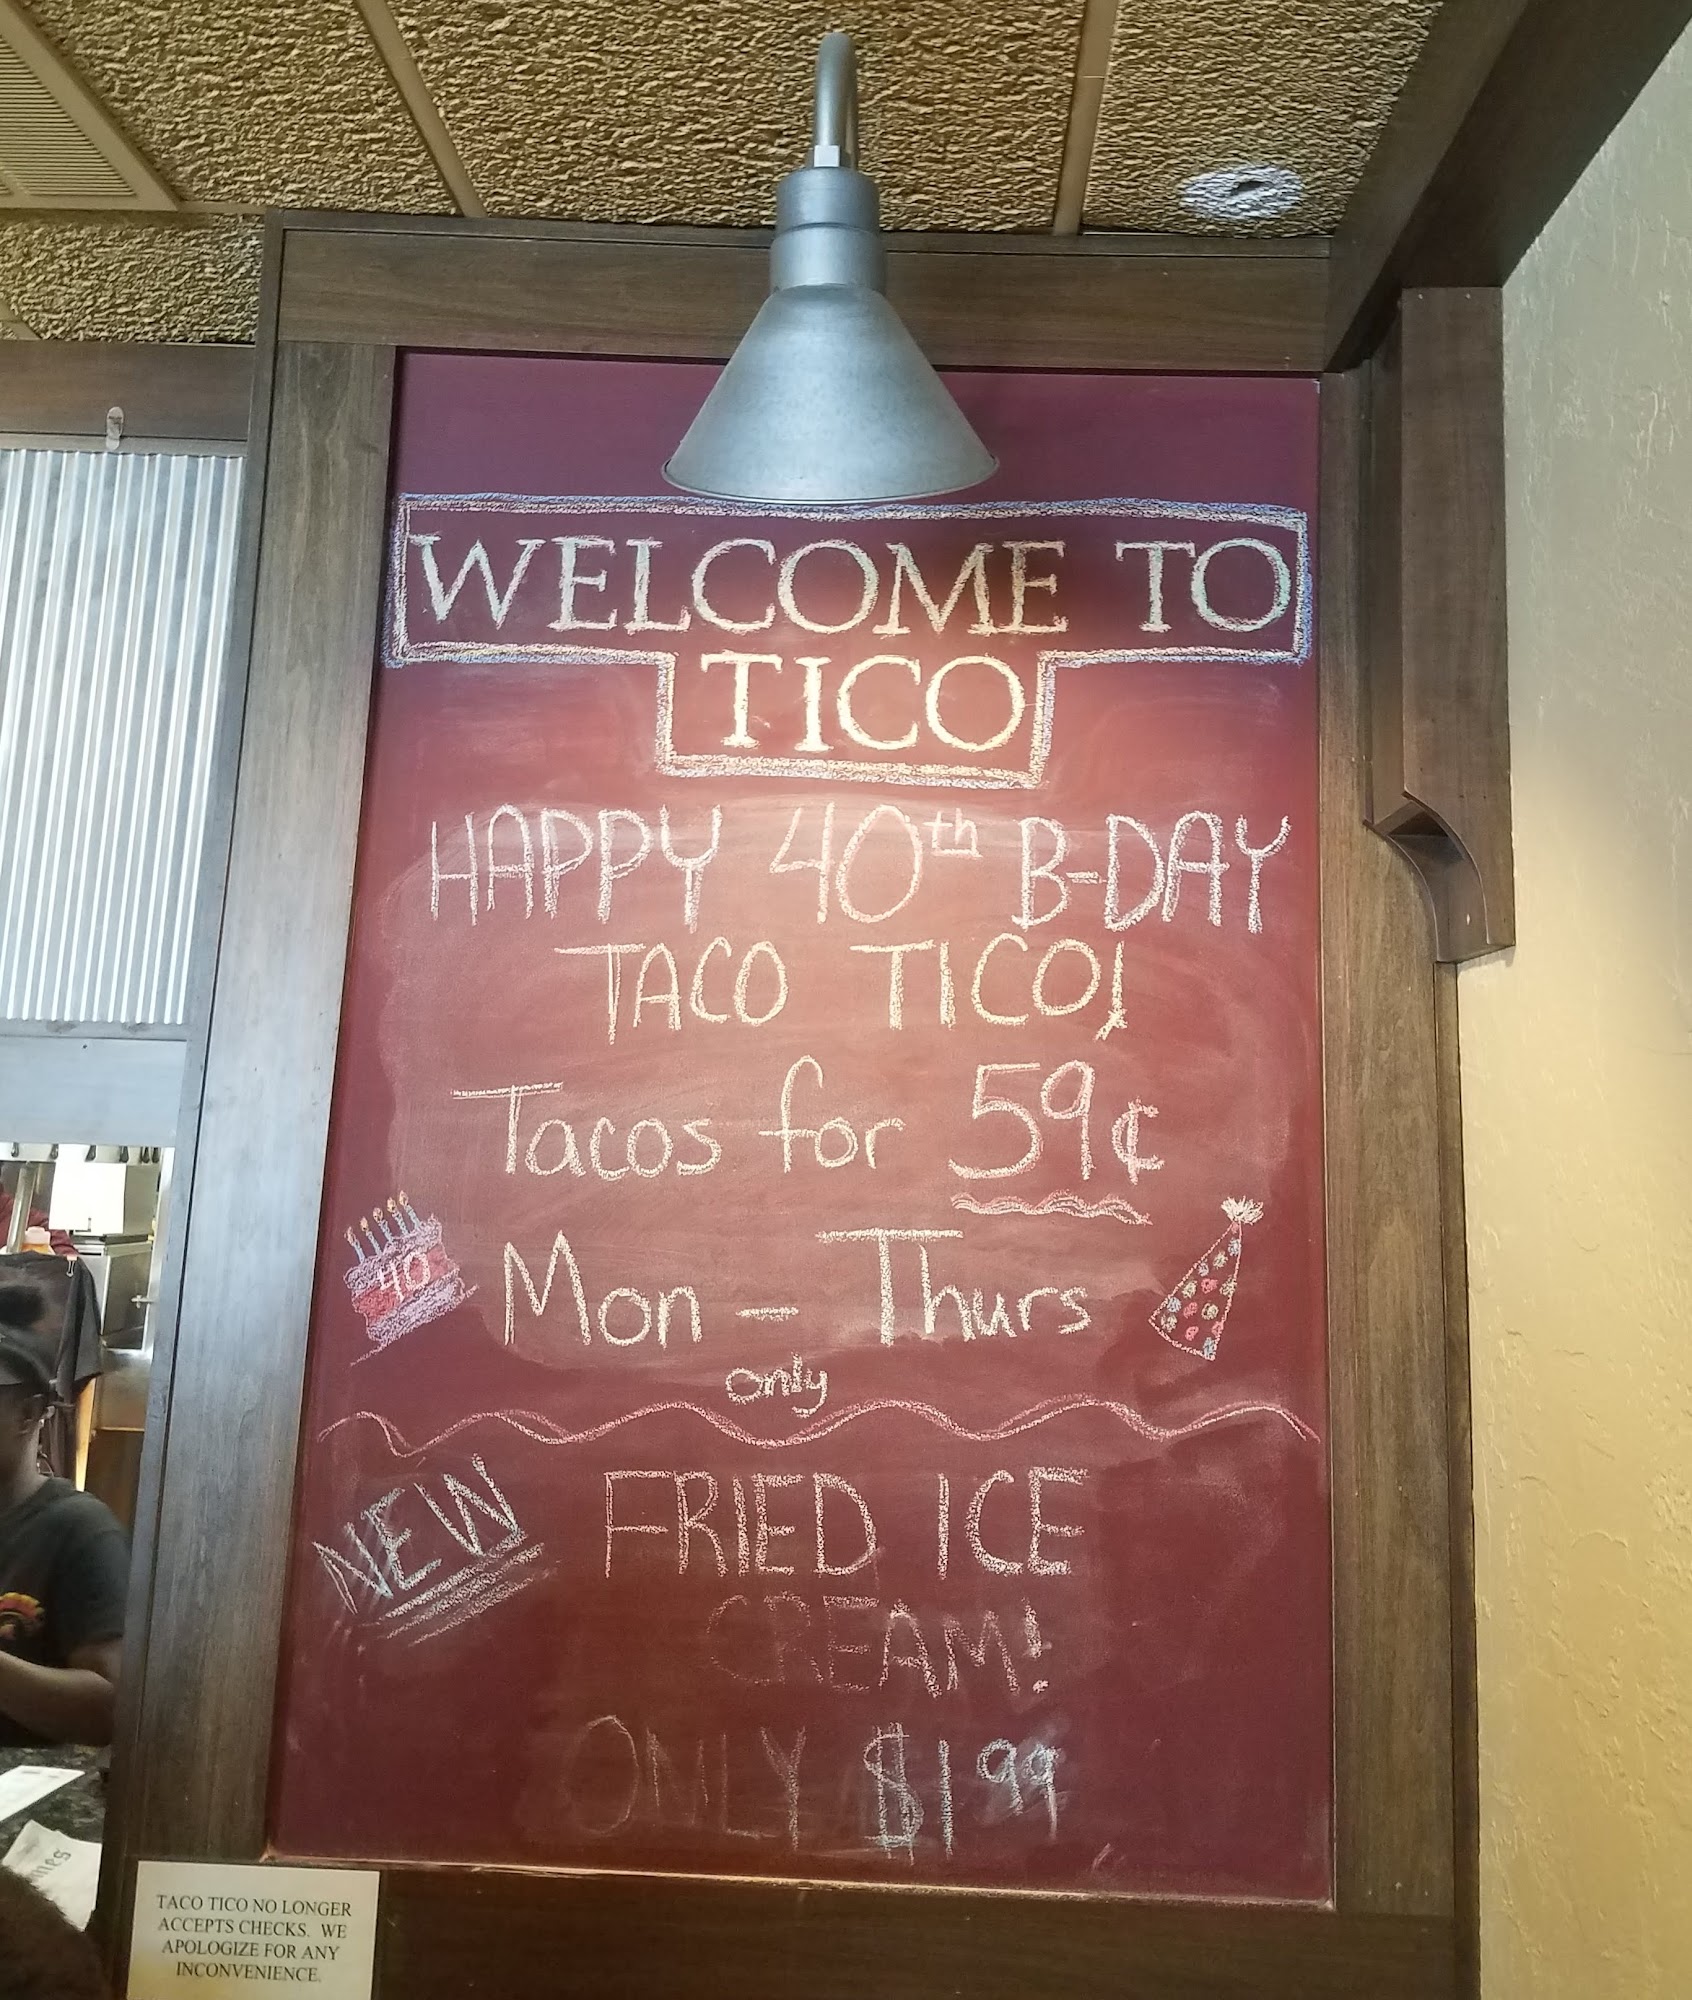 WELCOME TO
TICO
HAPPY 40th B-DAY
TACO TICO!
Tacos for 59¢
40
Mon - Thurs
only
NEW
FRIED ICE
CREAM!
ONLY $1.99
TACO TICO NO LONGER
ACCEPTS CHECKS. WE
APOLOGIZE FOR ANY
INCONVENIENCE.